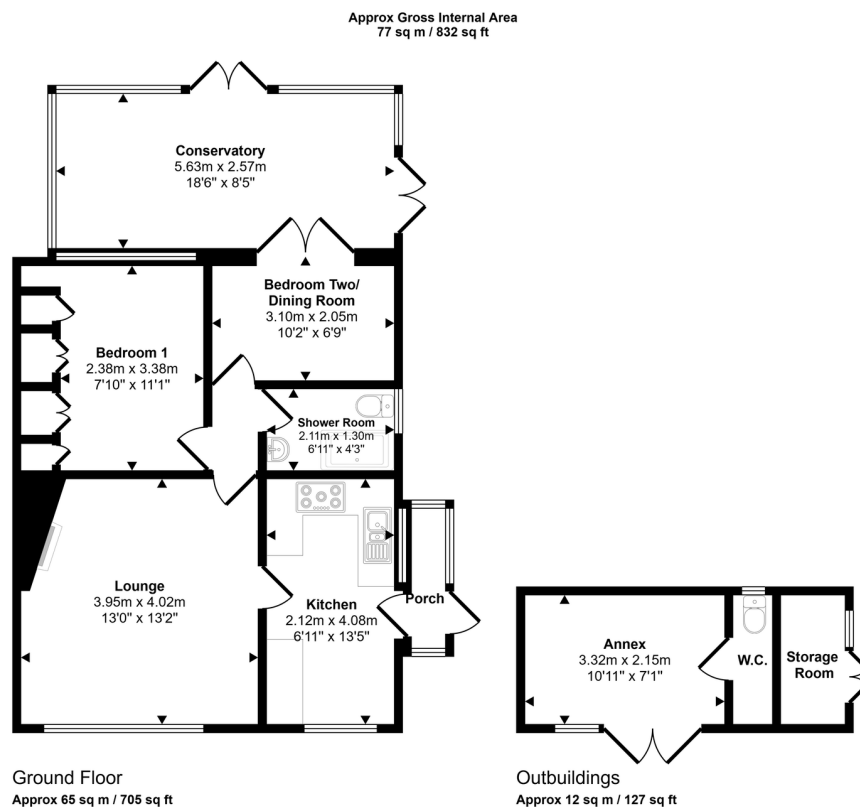 Approx Gross Internal Area
77 sq m / 832 sq ft
Conservatory
5.63m x 2.57m
18'6" x 8'5"
Bedroom Two/
Dining Room
3.10m x 2.05m
10'2" x 6'9"
Bedroom 1
2.38m x 3.38m
7'10" x 11'1"
Shower Room
2.11m x 1.30m
6'11" x 4'3"
Lounge
3.95m x 4.02m
13'0" x 13'2"
Kitchen
2.12m x 4.08m
6'11" x 13'5"
Porch
Annex
3.32m x 2.15m
10'11" x 7'1"
W.C.
Storage
Room
Ground Floor
Approx 65 sq m / 705 sq ft
Outbuildings
Approx 12 sq m / 127 sq ft